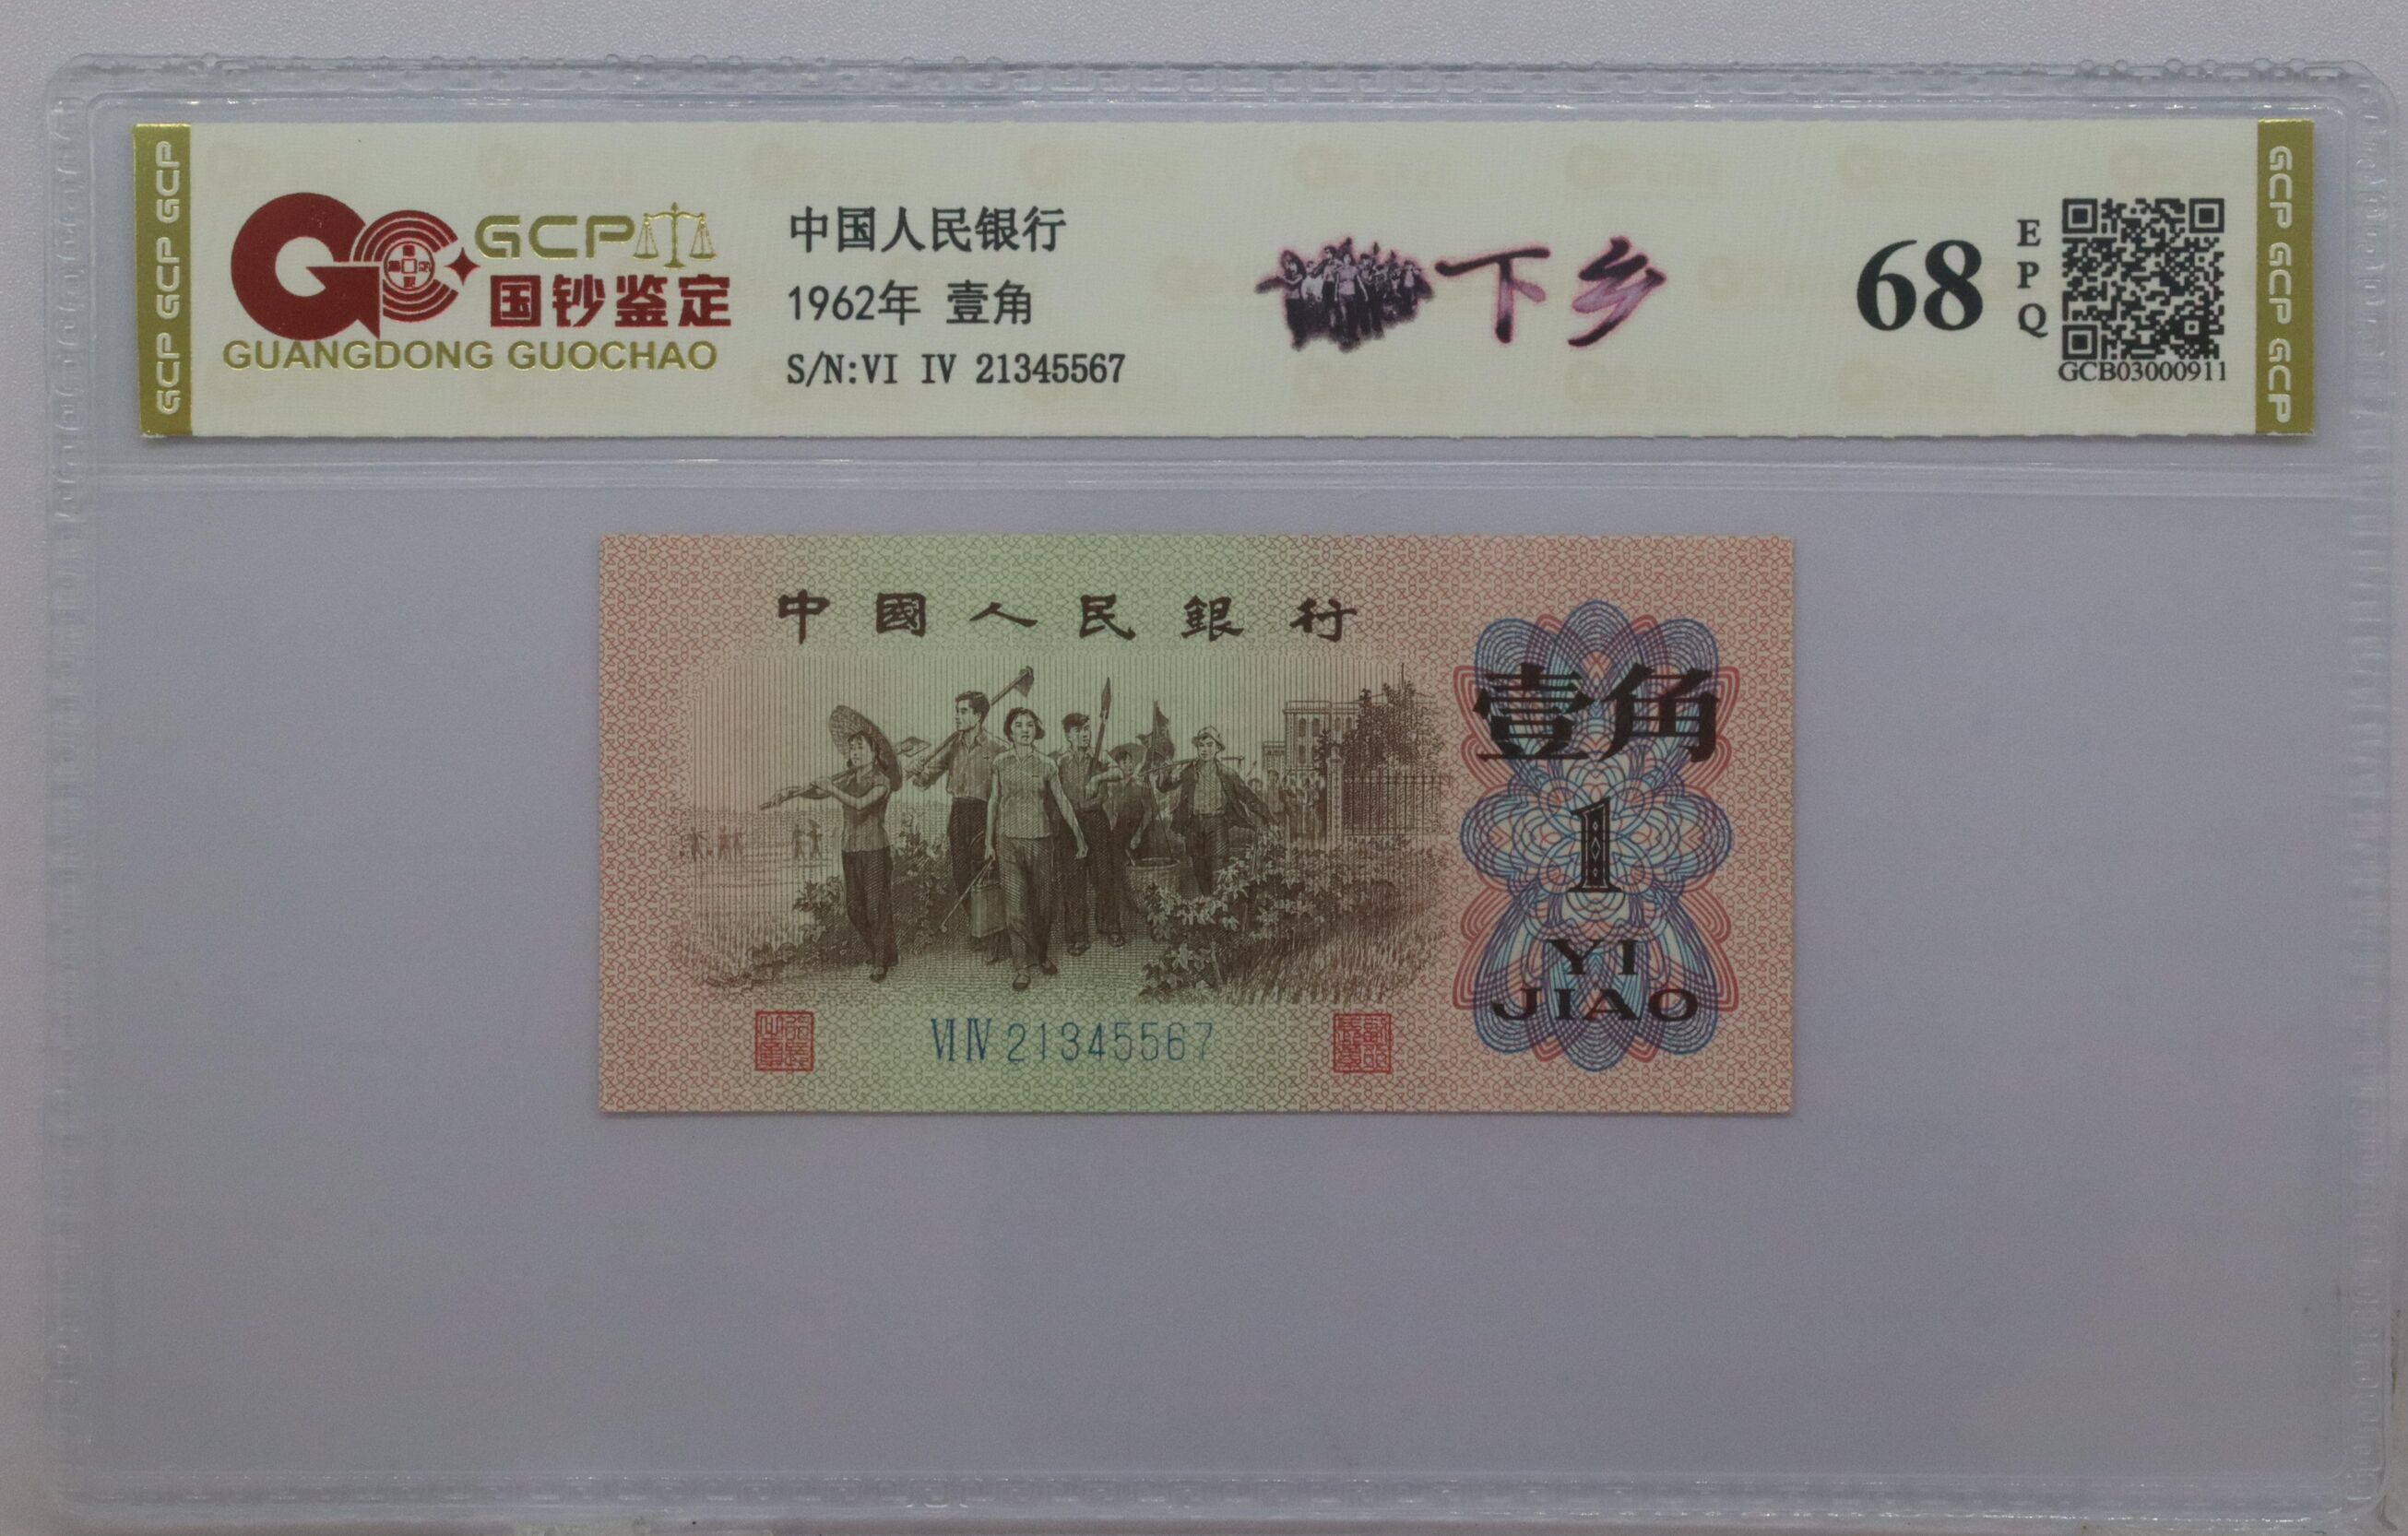 GCP GCP GCP
GCP
国钞鉴定
GUANGDONG GUOCHAO
中国人民银行
1962年 壹角
S/N:VI IV 21345567
下乡
68
EPQ
GCB03000911
GCP GCP GCP
中國人民銀行
壹角
1
YI
JIAO
VI IV 21345567